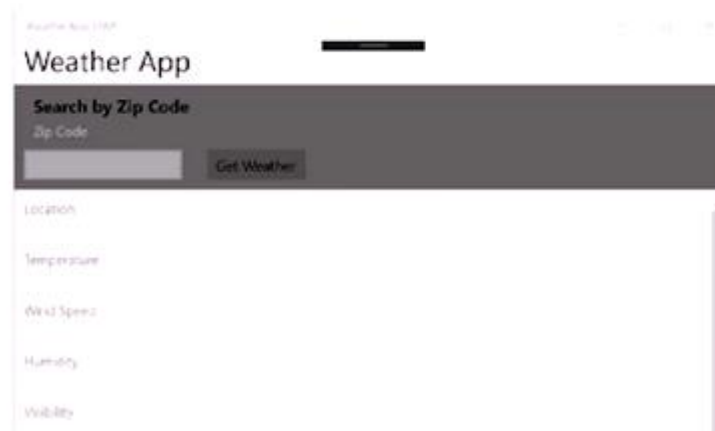 Weather App
Search by Zip Code
Zip Code
Get Weather
Location
Temperature
Wind Speed
Humidity
Visibility